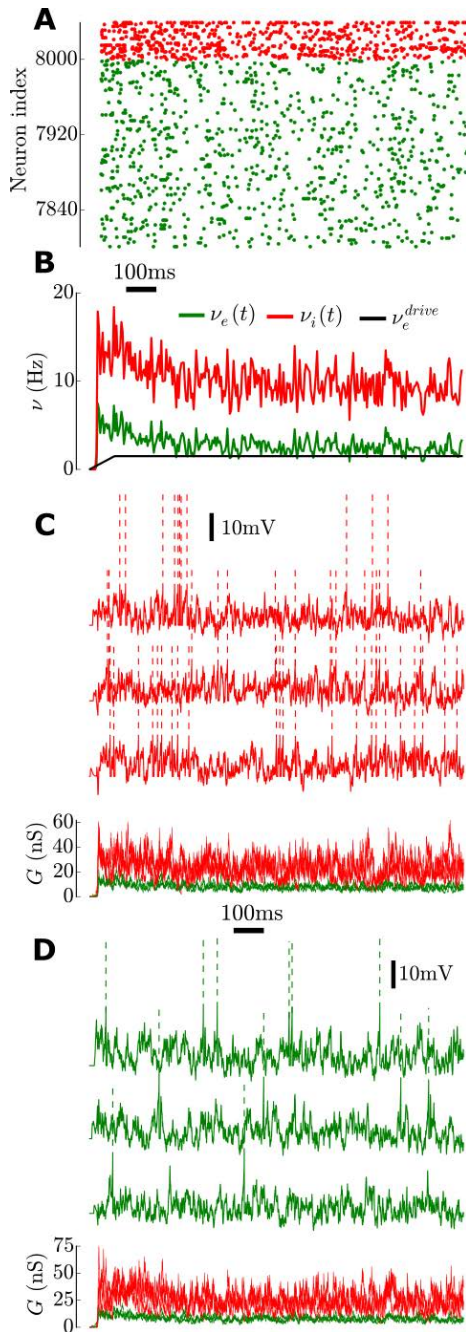 A
8000
7920
7840
Neuron index
B
100ms
20
10
0
ν (Hz)
ν_e(t) ν_i(t) ν_e^{drive}
C
10mV
60
40
20
0
G (nS)
100ms
D
10mV
75
50
25
0
G (nS)